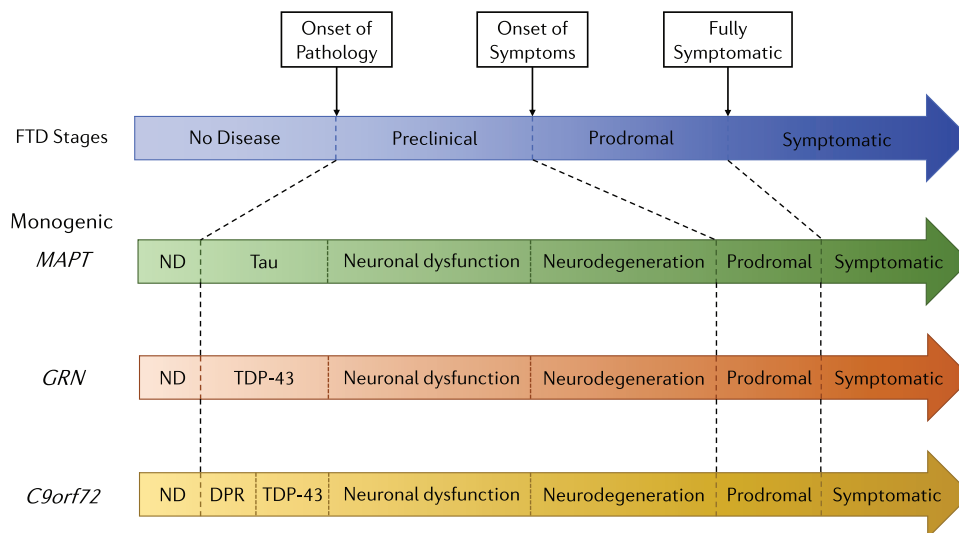 Onset of
Pathology
Onset of
Symptoms
Fully
Symptomatic
FTD Stages
No Disease
Preclinical
Prodromal
Symptomatic
Monogenic
MAPT
ND
Tau
Neuronal dysfunction
Neurodegeneration
Prodromal
Symptomatic
GRN
ND
TDP-43
Neuronal dysfunction
Neurodegeneration
Prodromal
Symptomatic
C9orf72
ND
DPR
TDP-43
Neuronal dysfunction
Neurodegeneration
Prodromal
Symptomatic